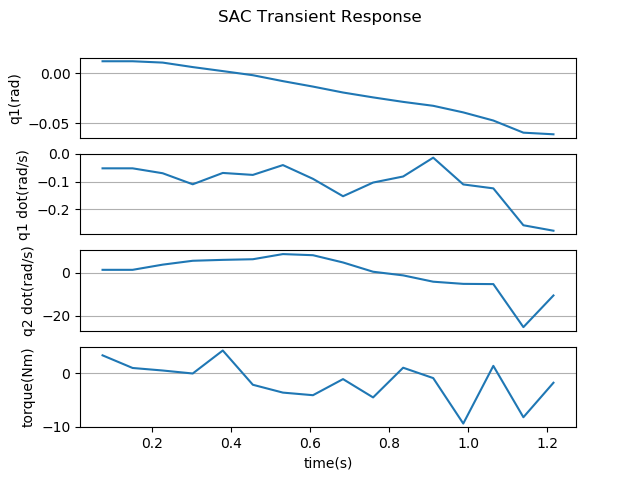 SAC Transient Response
q1(rad)
0.00
−0.05
q1 dot(rad/s)
0.0
−0.1
−0.2
q2 dot(rad/s)
0
−20
torque(Nm)
0
−10
0.2 0.4 0.6 0.8 1.0 1.2
time(s)